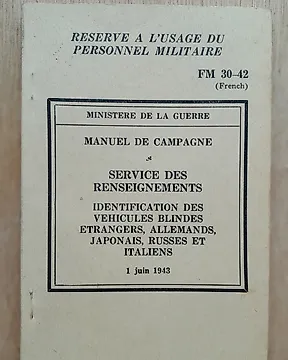 RESERVE A L'USAGE DU
PERSONNEL MILITAIRE
FM 30-42
(French)
MINISTERE DE LA GUERRE
MANUEL DE CAMPAGNE
SERVICE DES
RENSEIGNEMENTS
IDENTIFICATION DES
VEHICULES BLINDES
ETRANGERS, ALLEMANDS,
JAPONAIS, RUSSES ET
ITALIENS
1 juin 1943